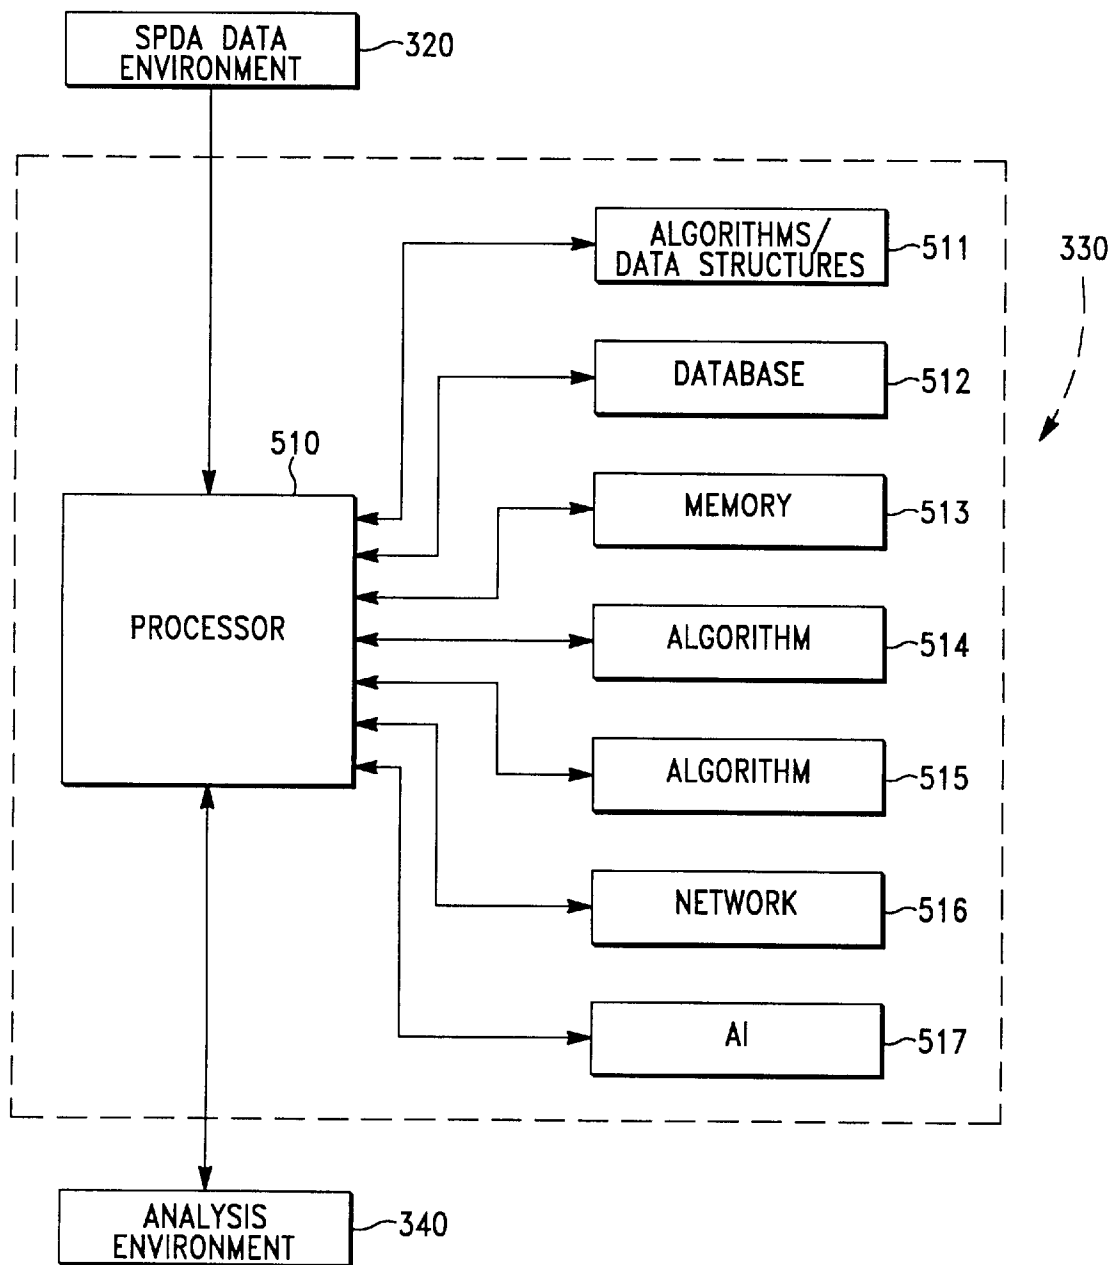 SPDA DATA
ENVIRONMENT
320
ALGORITHMS/
DATA STRUCTURES
511
330
DATABASE
512
510
MEMORY
513
PROCESSOR
ALGORITHM
514
ALGORITHM
515
NETWORK
516
AI
517
ANALYSIS
ENVIRONMENT
340